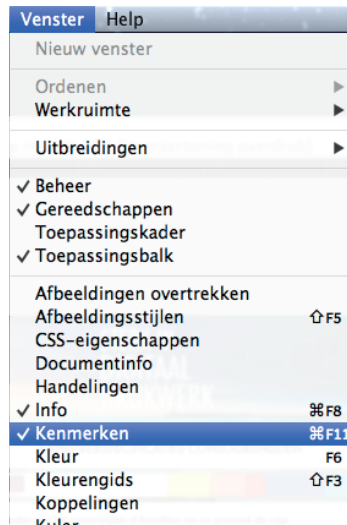 Venster Help
Nieuw venster
Ordenen
Werkruimte
Uitbreidingen
✓ Beheer
✓ Gereedschappen
Toepassingskader
✓ Toepassingsbalk
Afbeeldingen overtrekken
Afbeeldingsstijlen ⇧F5
CSS-eigenschappen
Documentinfo
Handelingen
✓ Info ⌘F8
✓ Kenmerken ⌘F11
Kleur F6
Kleurengids ⇧F3
Koppelingen
Kuler